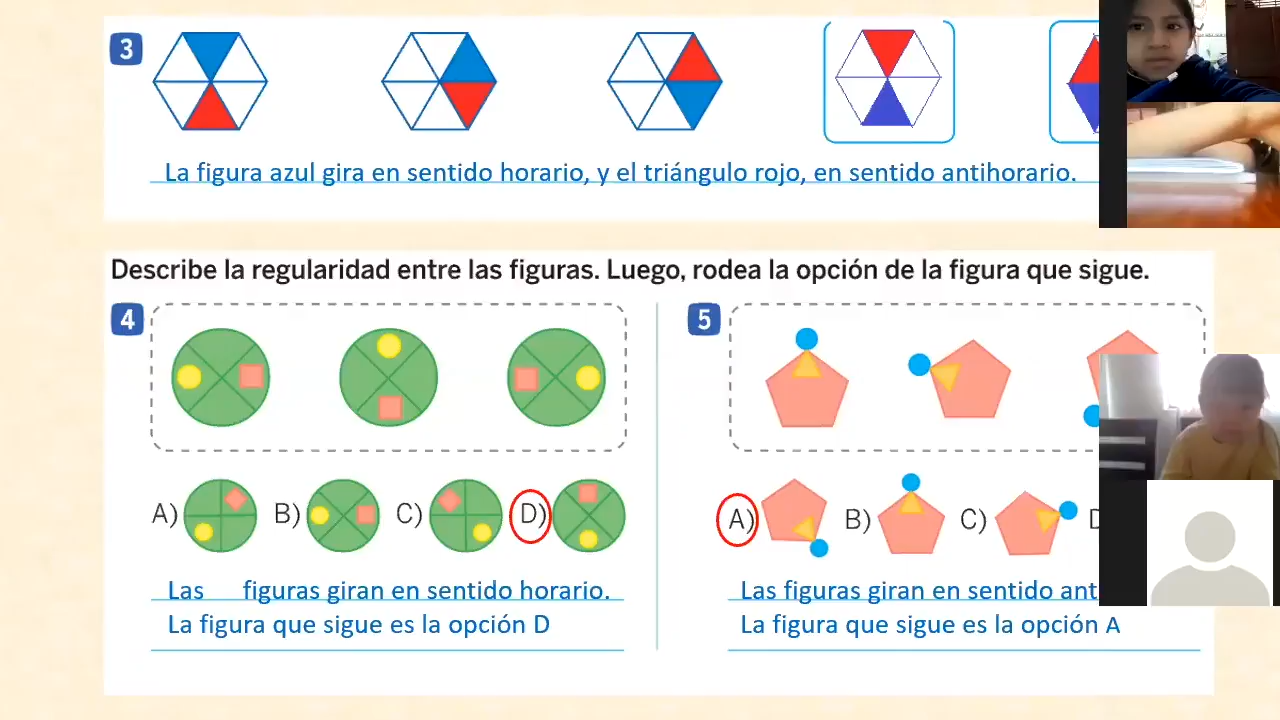 3
La figura azul gira en sentido horario, y el triángulo rojo, en sentido antihorario.
Describe la regularidad entre las figuras. Luego, rodea la opción de la figura que sigue.
4
A) B) C) D)
Las figuras giran en sentido horario.
La figura que sigue es la opción D
5
A) B) C) D
Las figuras giran en sentido ant
La figura que sigue es la opción A